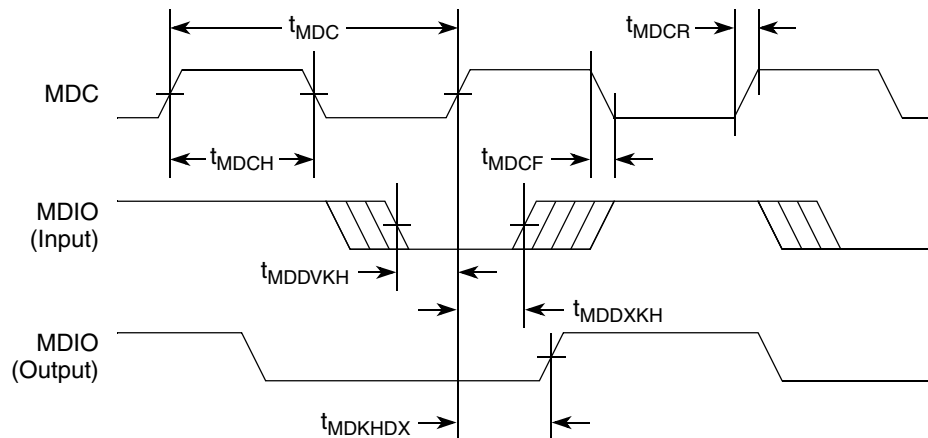 tMDC
tMDCR
MDC
tMDCH
tMDCF
MDIO
(Input)
tMDDVKH
tMDDXKH
MDIO
(Output)
tMDKHDX